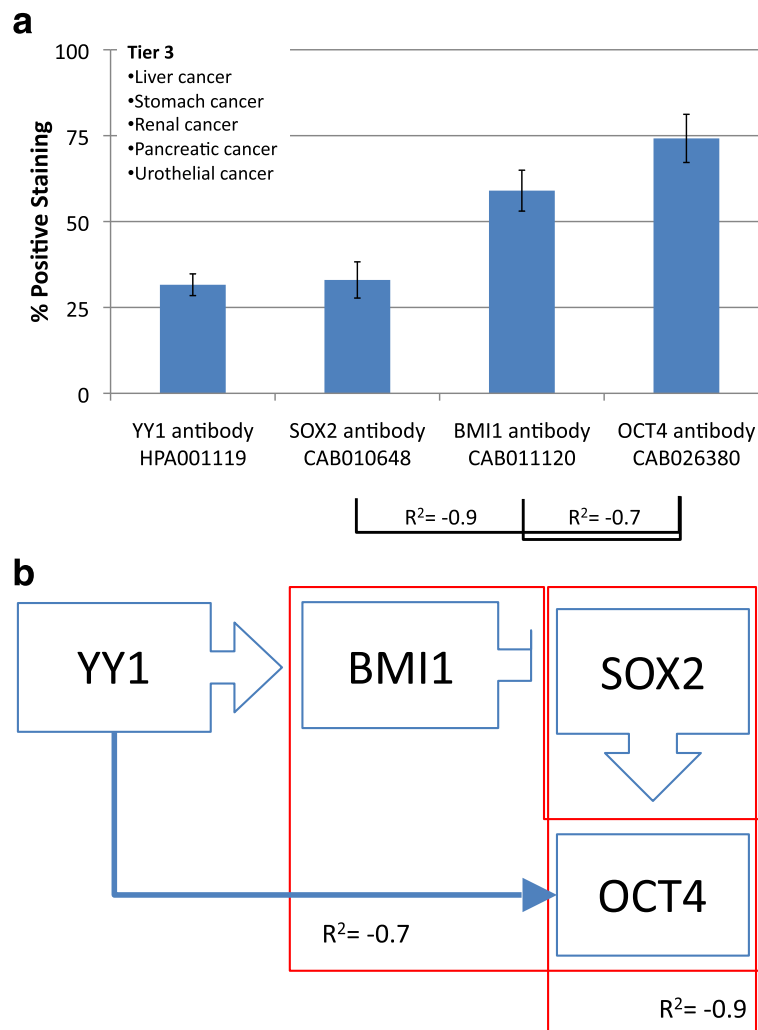 a
100
75
50
25
0
% Positive Staining
Tier 3
•Liver cancer
•Stomach cancer
•Renal cancer
•Pancreatic cancer
•Urothelial cancer
YY1 antibody
HPA001119
SOX2 antibody
CAB010648
BMI1 antibody
CAB011120
OCT4 antibody
CAB026380
R²= -0.9
R²= -0.7
b
YY1
BMI1
SOX2
OCT4
R²= -0.7
R²= -0.9